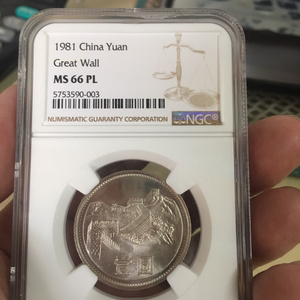 1981 China Yuan
Great Wall
MS 66 PL
5753590-003
NUMISMATIC GUARANTY CORPORATION
NGC
壹圆